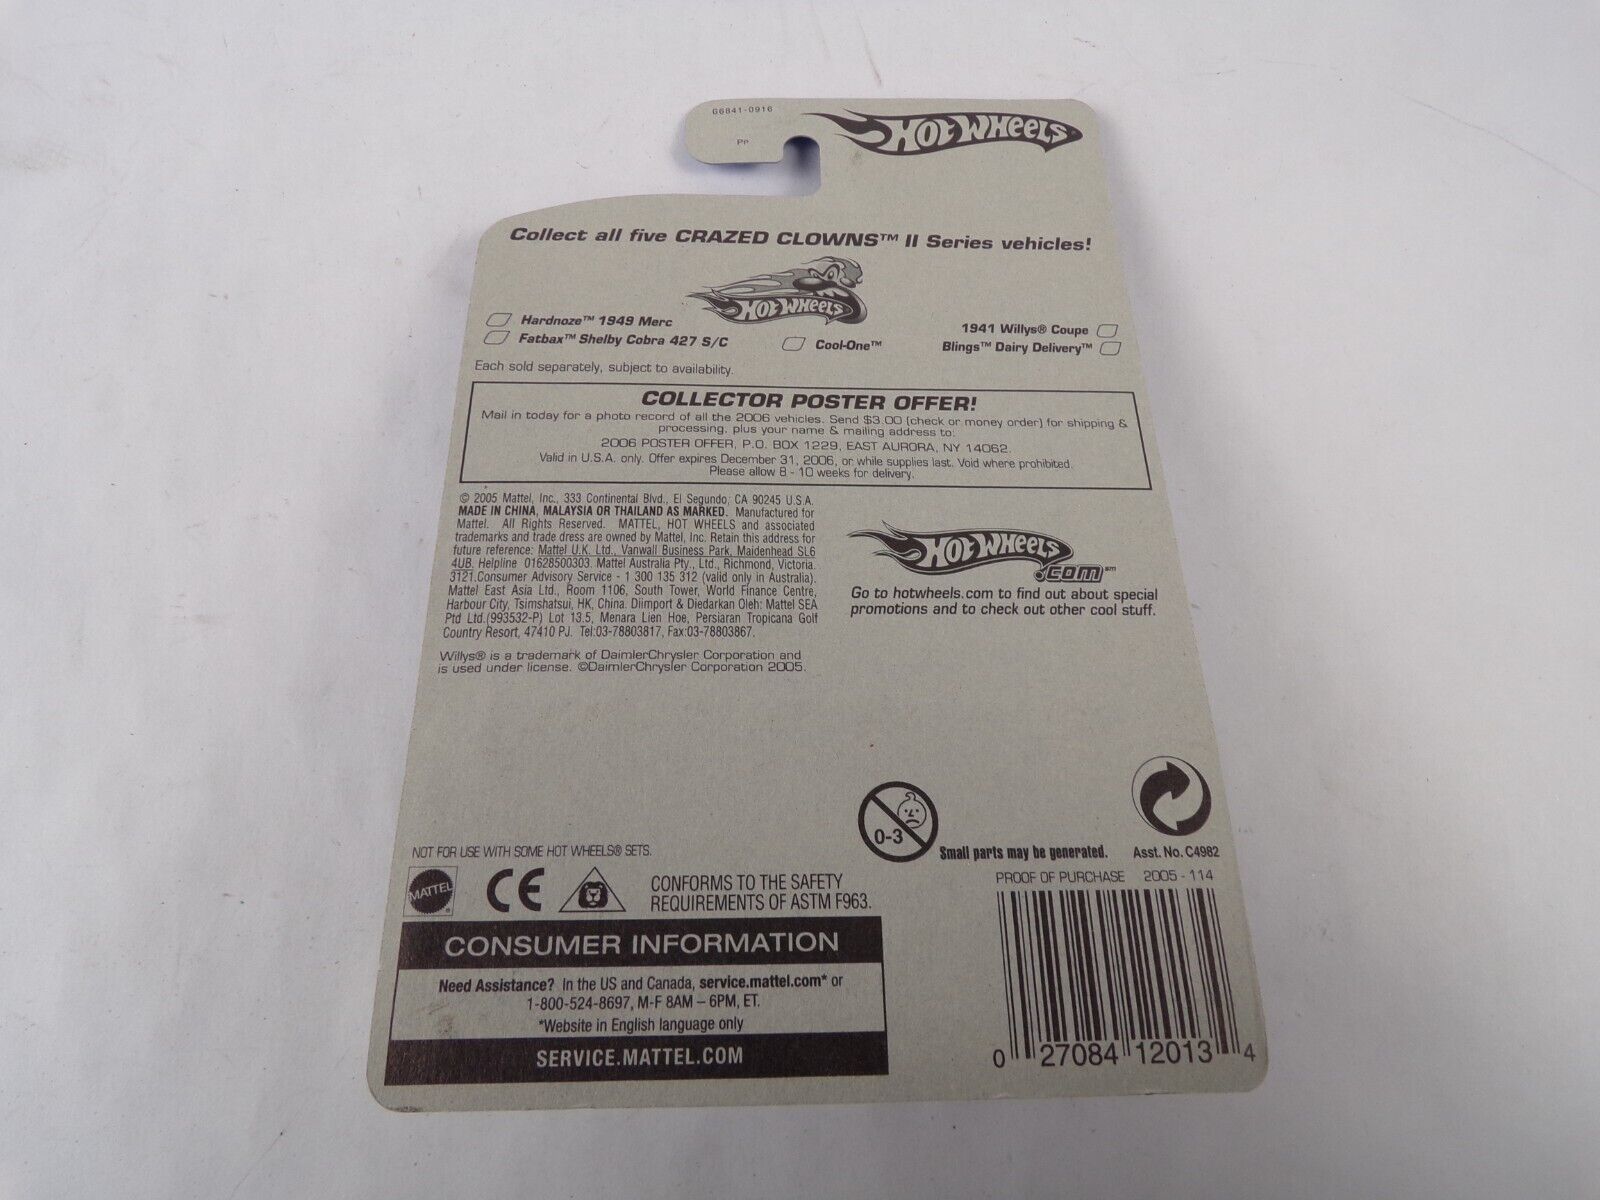 G6841-0916
PP
HOT WHEELS®
Collect all five CRAZED CLOWNS™ II Series vehicles!
HOT WHEELS
Hardnoze™ 1949 Merc
Fatbax™ Shelby Cobra 427 S/C
Cool-One™
1941 Willys® Coupe
Blings™ Dairy Delivery™
Each sold separately, subject to availability.
COLLECTOR POSTER OFFER!
Mail in today for a photo record of all the 2006 vehicles. Send $3.00 (check or money order) for shipping &
processing, plus your name & mailing address to:
2006 POSTER OFFER, P.O. BOX 1229, EAST AURORA, NY 14062.
Valid in U.S.A. only. Offer expires December 31, 2006, or while supplies last. Void where prohibited.
Please allow 8 - 10 weeks for delivery.
© 2005 Mattel, Inc., 333 Continental Blvd., El Segundo, CA 90245 U.S.A.
MADE IN CHINA, MALAYSIA OR THAILAND AS MARKED. Manufactured for
Mattel. All Rights Reserved. MATTEL, HOT WHEELS and associated
trademarks and trade dress are owned by Mattel, Inc. Retain this address for
future reference: Mattel U.K. Ltd., Vanwall Business Park, Maidenhead SL6
4UB. Helpline 01628500303. Mattel Australia Pty., Ltd., Richmond, Victoria.
3121.Consumer Advisory Service - 1 300 135 312 (valid only in Australia).
Mattel East Asia Ltd., Room 1106, South Tower, World Finance Centre,
Harbour City, Tsimshatsui, HK, China. Diimport & Diedarkan Oleh: Mattel SEA
Ptd Ltd.(993532-P) Lot 13.5, Menara Lien Hoe, Persiaran Tropicana Golf
Country Resort, 47410 PJ. Tel:03-78803817, Fax:03-78803867.
Willys® is a trademark of DaimlerChrysler Corporation and
is used under license. ©DaimlerChrysler Corporation 2005.
HOT WHEELS
.com℠
Go to hotwheels.com to find out about special
promotions and to check out other cool stuff.
NOT FOR USE WITH SOME HOT WHEELS® SETS.
0-3
Small parts may be generated.
Asst. No. C4982
MATTEL®
CE
CONFORMS TO THE SAFETY
REQUIREMENTS OF ASTM F963.
PROOF OF PURCHASE 2005 - 114
CONSUMER INFORMATION
Need Assistance? In the US and Canada, service.mattel.com* or
1-800-524-8697, M-F 8AM – 6PM, ET.
*Website in English language only
SERVICE.MATTEL.COM
0 27084 12013 4